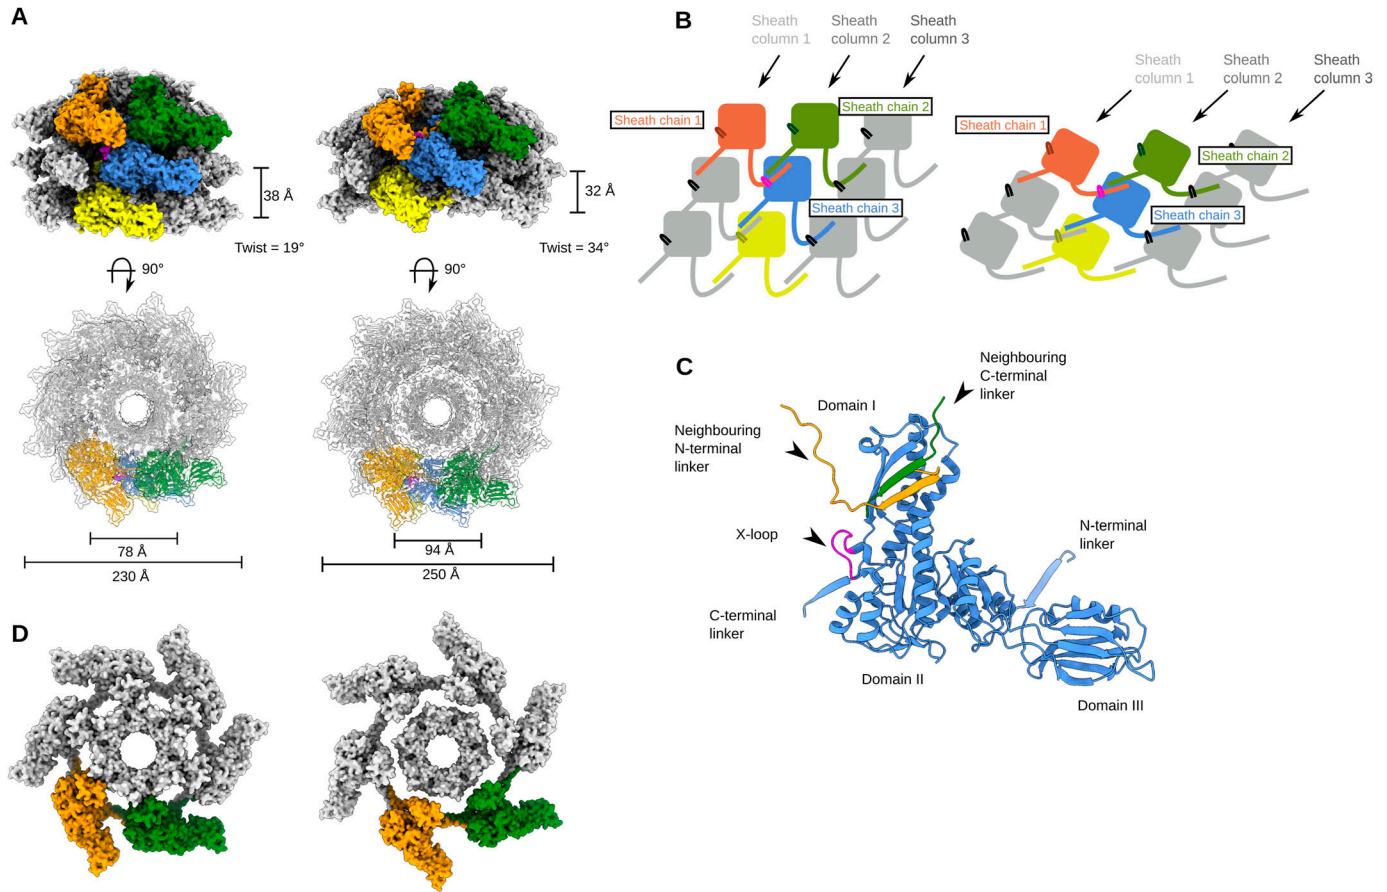 A
38 Å
32 Å
Twist = 19°
Twist = 34°
90°
90°
78 Å
230 Å
94 Å
250 Å
B
Sheath
column 1
Sheath
column 2
Sheath
column 3
Sheath chain 1
Sheath chain 2
Sheath chain 3
Sheath
column 1
Sheath
column 2
Sheath
column 3
Sheath chain 1
Sheath chain 2
Sheath chain 3
C
Neighbouring
C-terminal
linker
Domain I
Neighbouring
N-terminal
linker
X-loop
N-terminal
linker
C-terminal
linker
Domain II
Domain III
D